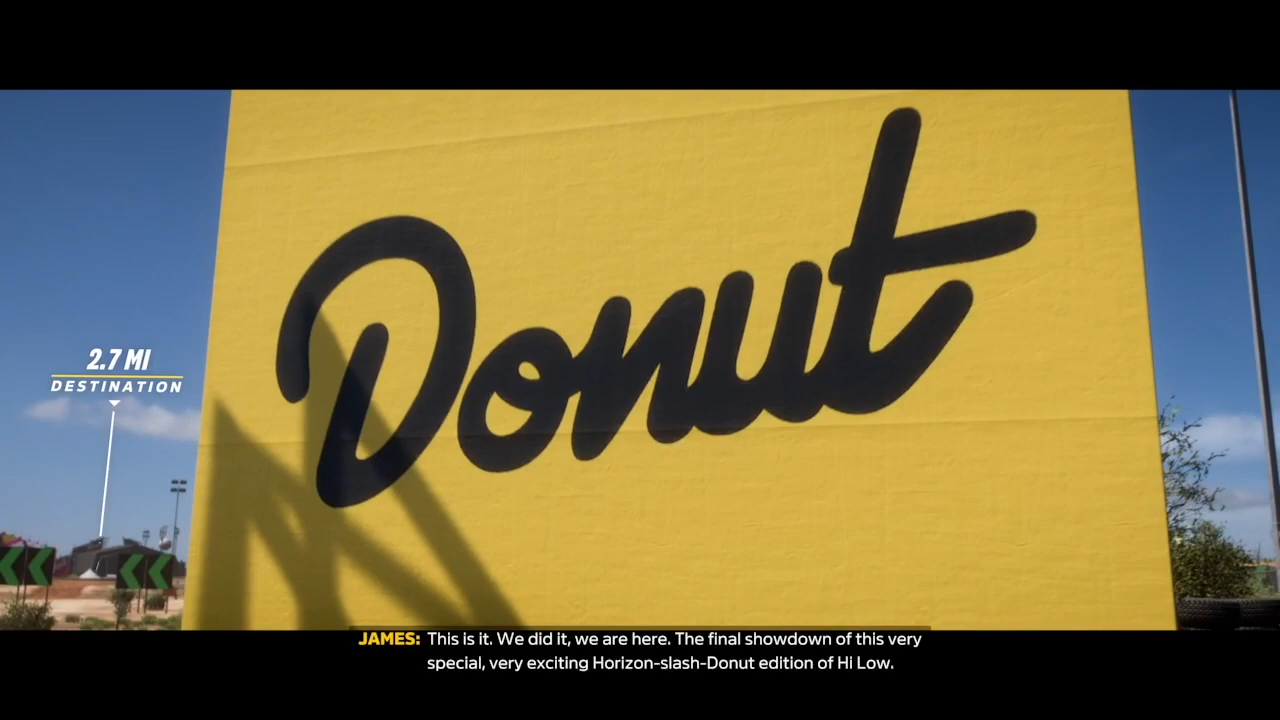 Donut
2.7 MI
DESTINATION
JAMES: This is it. We did it, we are here. The final showdown of this very
special, very exciting Horizon-slash-Donut edition of Hi Low.